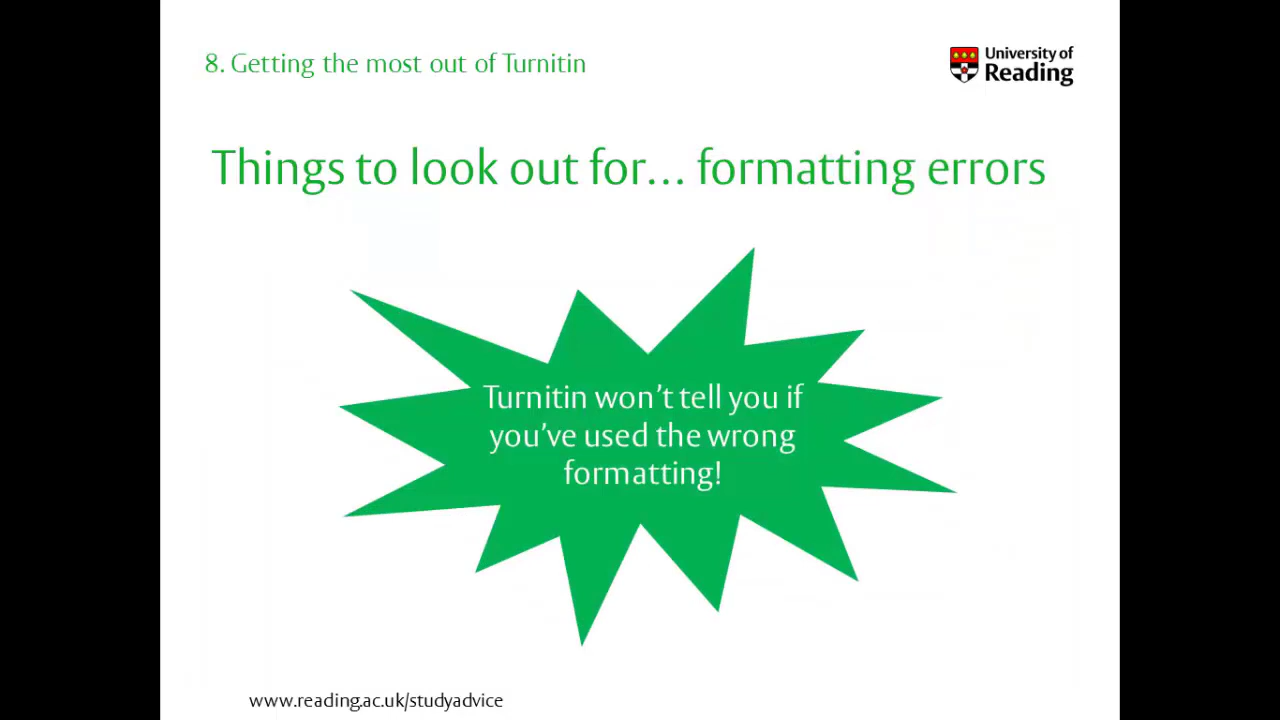 8. Getting the most out of Turnitin
University of
Reading
Things to look out for... formatting errors
Turnitin won't tell you if
you've used the wrong
formatting!
www.reading.ac.uk/studyadvice